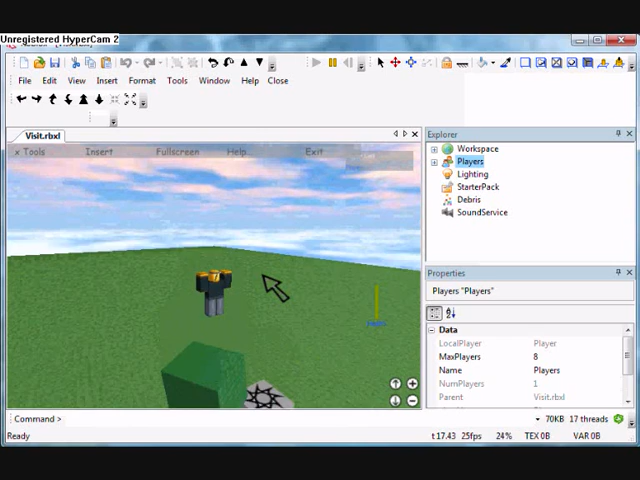 Unregistered HyperCam 2
File Edit View Insert Format Tools Window Help Close
Visit.rbxl
x Tools Insert Fullscreen Help... Exit
Explorer
Workspace
Players
Lighting
StarterPack
Debris
SoundService
Properties
Players "Players"
Data
LocalPlayer Player
MaxPlayers 8
Name Players
NumPlayers 1
Parent Visit.rbxl
Command >
70KB 17 threads
Ready
t 17.43 25fps 24% TEX 0B VAR 0B